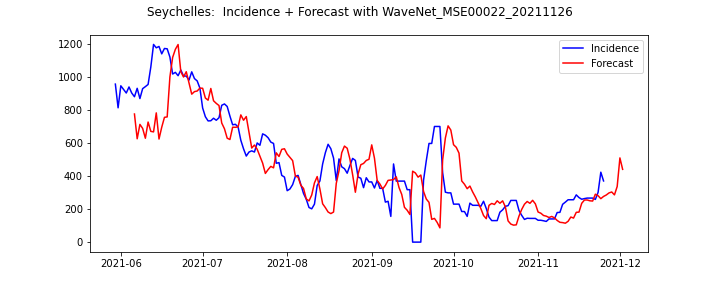 Seychelles:  Incidence + Forecast with WaveNet_MSE00022_20211126
Incidence
Forecast
1200
1000
800
600
400
200
0
2021-06 2021-07 2021-08 2021-09 2021-10 2021-11 2021-12